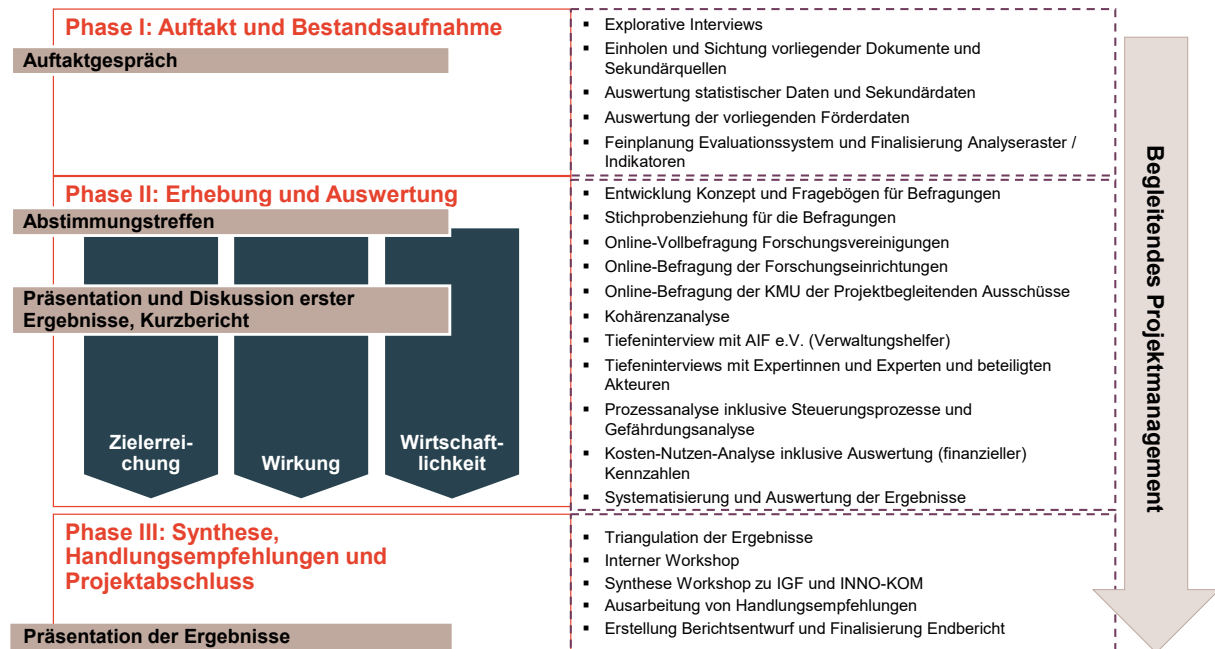 Phase I: Auftakt und Bestandsaufnahme
Auftaktgespräch
▪ Explorative Interviews
▪ Einholen und Sichtung vorliegender Dokumente und
Sekundärquellen
▪ Auswertung statistischer Daten und Sekundärdaten
▪ Auswertung der vorliegenden Förderdaten
▪ Feinplanung Evaluationssystem und Finalisierung Analyseraster /
Indikatoren
Phase II: Erhebung und Auswertung
Abstimmungstreffen
Präsentation und Diskussion erster
Ergebnisse, Kurzbericht
Zielerrei-
chung
Wirkung
Wirtschaft-
lichkeit
▪ Entwicklung Konzept und Fragebögen für Befragungen
▪ Stichprobenziehung für die Befragungen
▪ Online-Vollbefragung Forschungsvereinigungen
▪ Online-Befragung der Forschungseinrichtungen
▪ Online-Befragung der KMU der Projektbegleitenden Ausschüsse
▪ Kohärenzanalyse
▪ Tiefeninterview mit AIF e.V. (Verwaltungshelfer)
▪ Tiefeninterviews mit Expertinnen und Experten und beteiligten
Akteuren
▪ Prozessanalyse inklusive Steuerungsprozesse und
Gefährdungsanalyse
▪ Kosten-Nutzen-Analyse inklusive Auswertung (finanzieller)
Kennzahlen
▪ Systematisierung und Auswertung der Ergebnisse
Phase III: Synthese,
Handlungsempfehlungen und
Projektabschluss
Präsentation der Ergebnisse
▪ Triangulation der Ergebnisse
▪ Interner Workshop
▪ Synthese Workshop zu IGF und INNO-KOM
▪ Ausarbeitung von Handlungsempfehlungen
▪ Erstellung Berichtsentwurf und Finalisierung Endbericht
Begleitendes Projektmanagement